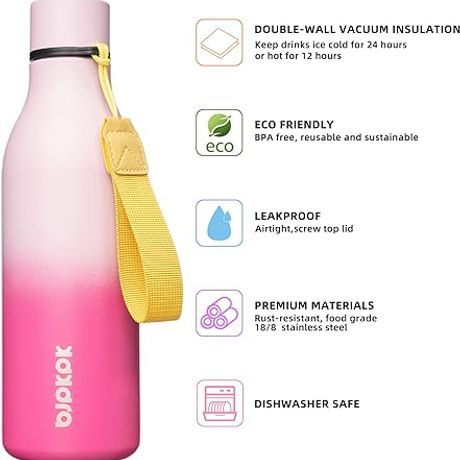 DOUBLE-WALL VACUUM INSULATION
Keep drinks ice cold for 24 hours
or hot for 12 hours
eco
ECO FRIENDLY
BPA free, reusable and sustainable
LEAKPROOF
Airtight,screw top lid
PREMIUM MATERIALS
Rust-resistant, food grade
18/8 stainless steel
DISHWASHER SAFE
bjpkpk